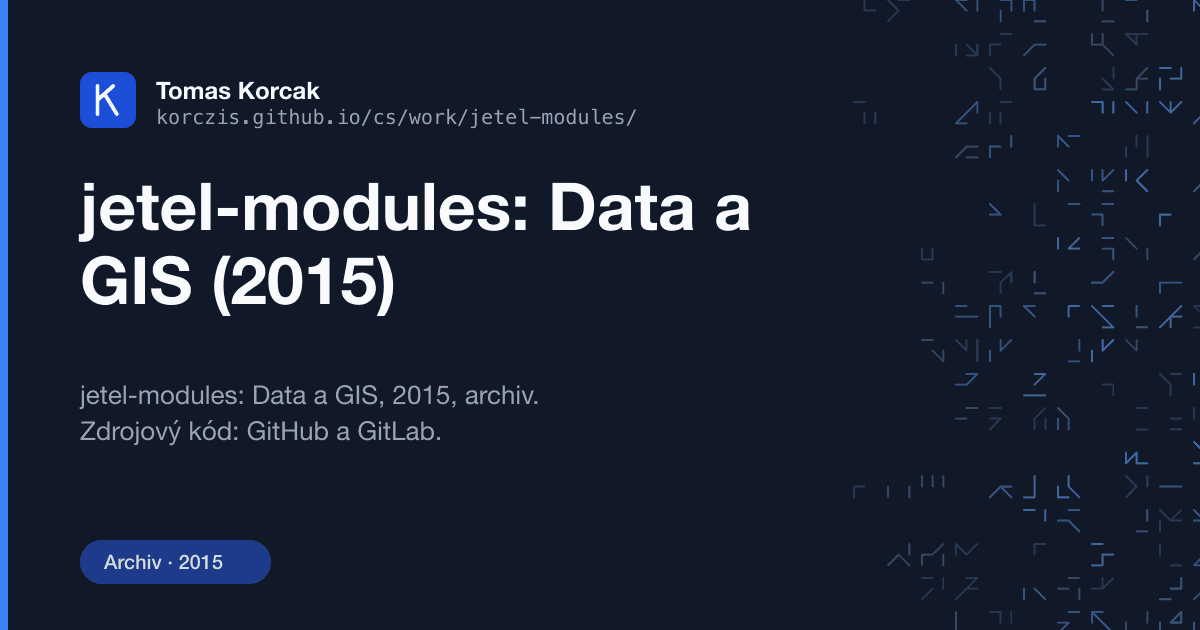 K
Tomas Korcak
korczis.github.io/cs/work/jetel-modules/
jetel-modules: Data a
GIS (2015)
jetel-modules: Data a GIS, 2015, archiv.
Zdrojový kód: GitHub a GitLab.
Archiv · 2015